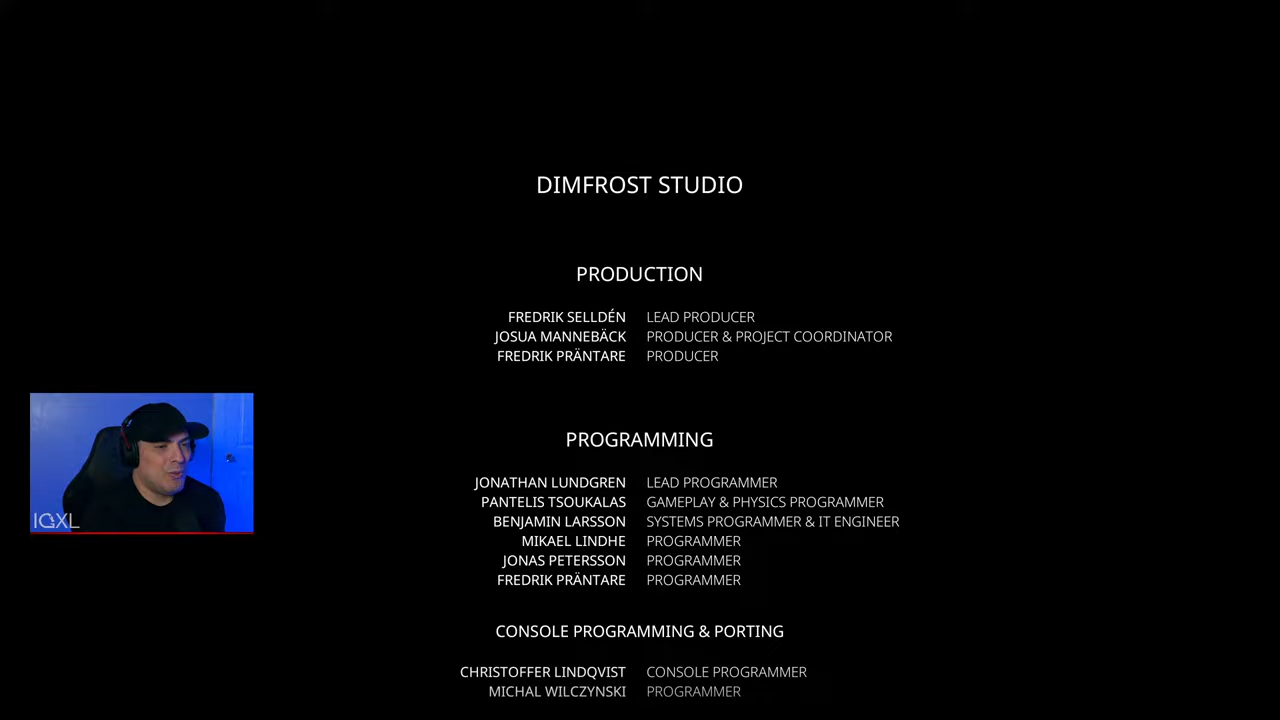 DIMFROST STUDIO
PRODUCTION
FREDRIK SELLDÉN LEAD PRODUCER
JOSUA MANNEBÄCK PRODUCER & PROJECT COORDINATOR
FREDRIK PRÄNTARE PRODUCER
PROGRAMMING
JONATHAN LUNDGREN LEAD PROGRAMMER
PANTELIS TSOUKALAS GAMEPLAY & PHYSICS PROGRAMMER
BENJAMIN LARSSON SYSTEMS PROGRAMMER & IT ENGINEER
MIKAEL LINDHE PROGRAMMER
JONAS PETERSSON PROGRAMMER
FREDRIK PRÄNTARE PROGRAMMER
IGXL
CONSOLE PROGRAMMING & PORTING
CHRISTOFFER LINDQVIST CONSOLE PROGRAMMER
MICHAL WILCZYNSKI PROGRAMMER